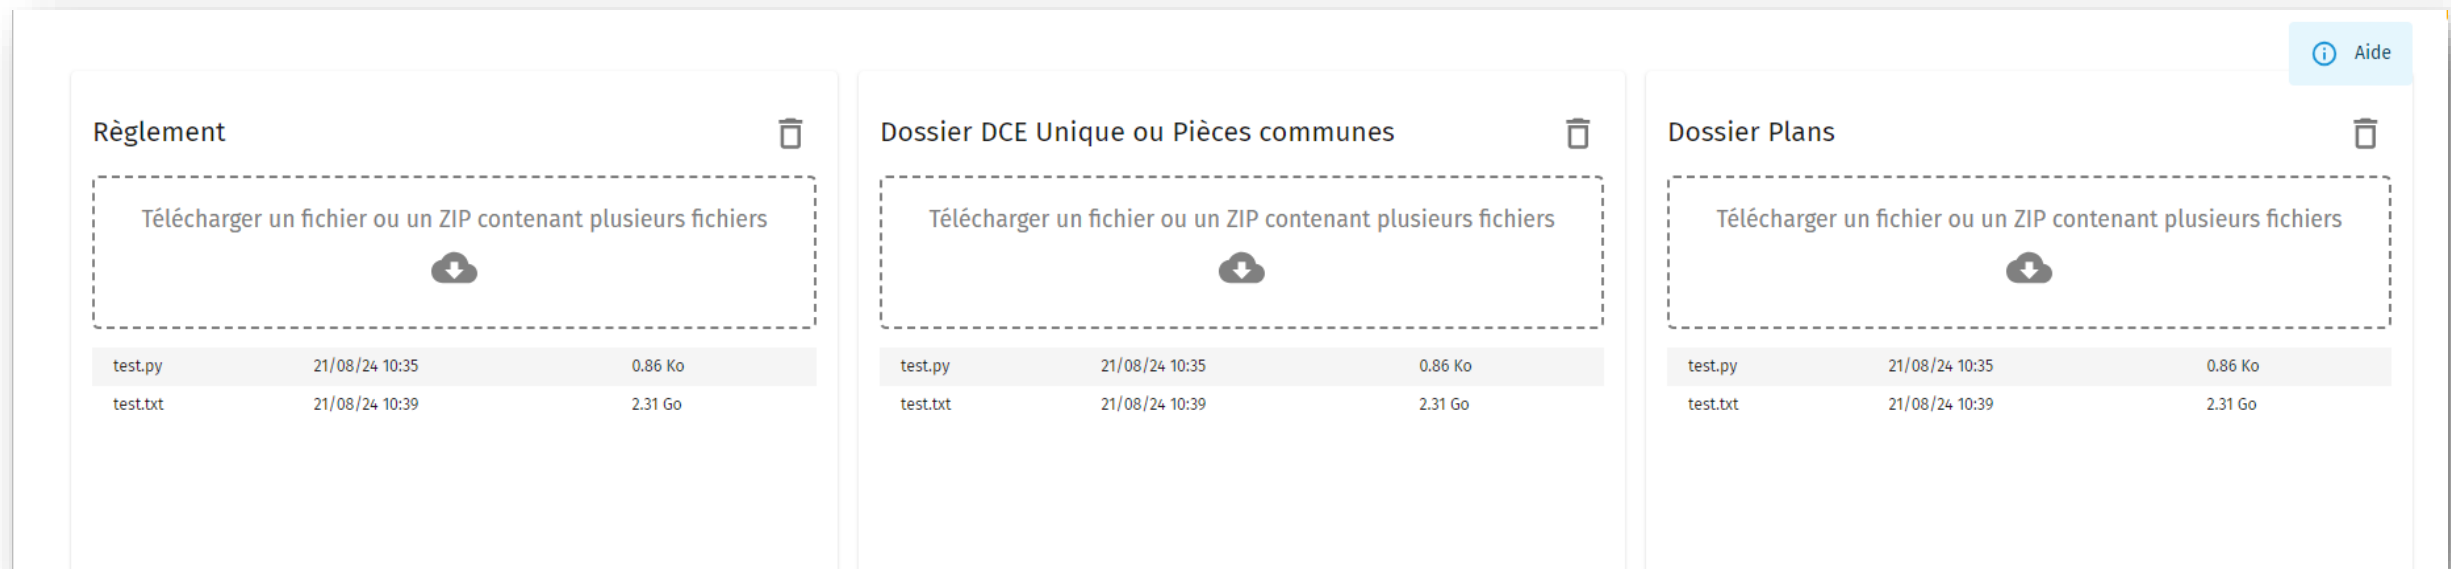 Aide
Règlement
Télécharger un fichier ou un ZIP contenant plusieurs fichiers
test.py 21/08/24 10:35 0.86 Ko
test.txt 21/08/24 10:39 2.31 Go
Dossier DCE Unique ou Pièces communes
Télécharger un fichier ou un ZIP contenant plusieurs fichiers
test.py 21/08/24 10:35 0.86 Ko
test.txt 21/08/24 10:39 2.31 Go
Dossier Plans
Télécharger un fichier ou un ZIP contenant plusieurs fichiers
test.py 21/08/24 10:35 0.86 Ko
test.txt 21/08/24 10:39 2.31 Go